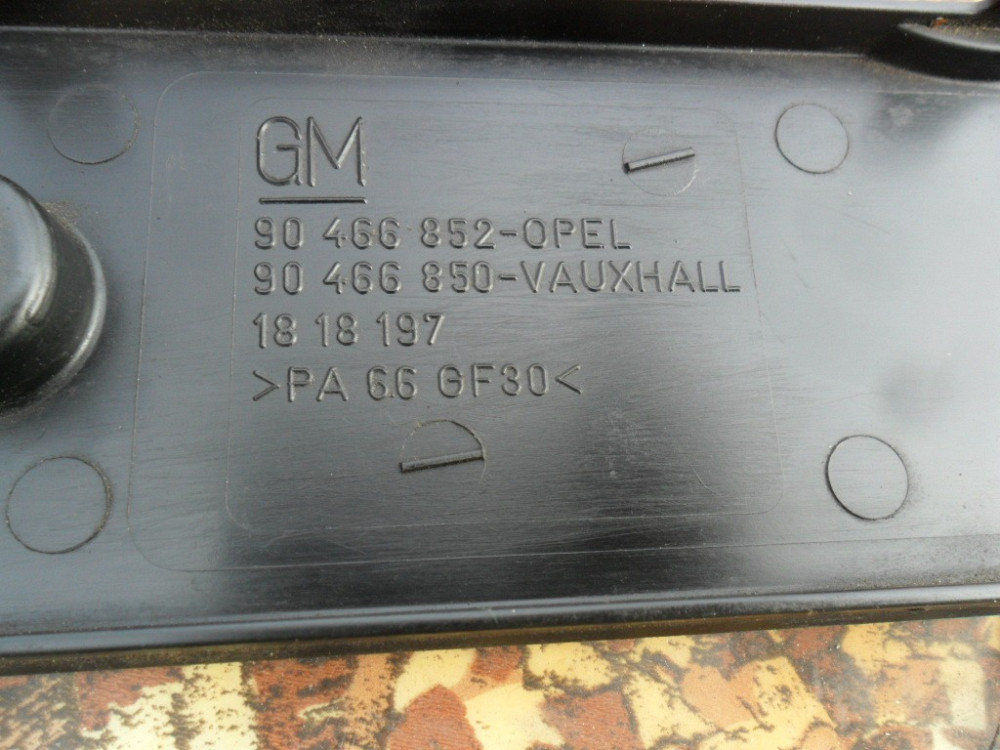 GM
90 466 852-OPEL
90 466 850-VAUXHALL
18 18 197
>PA 6.6 GF30<